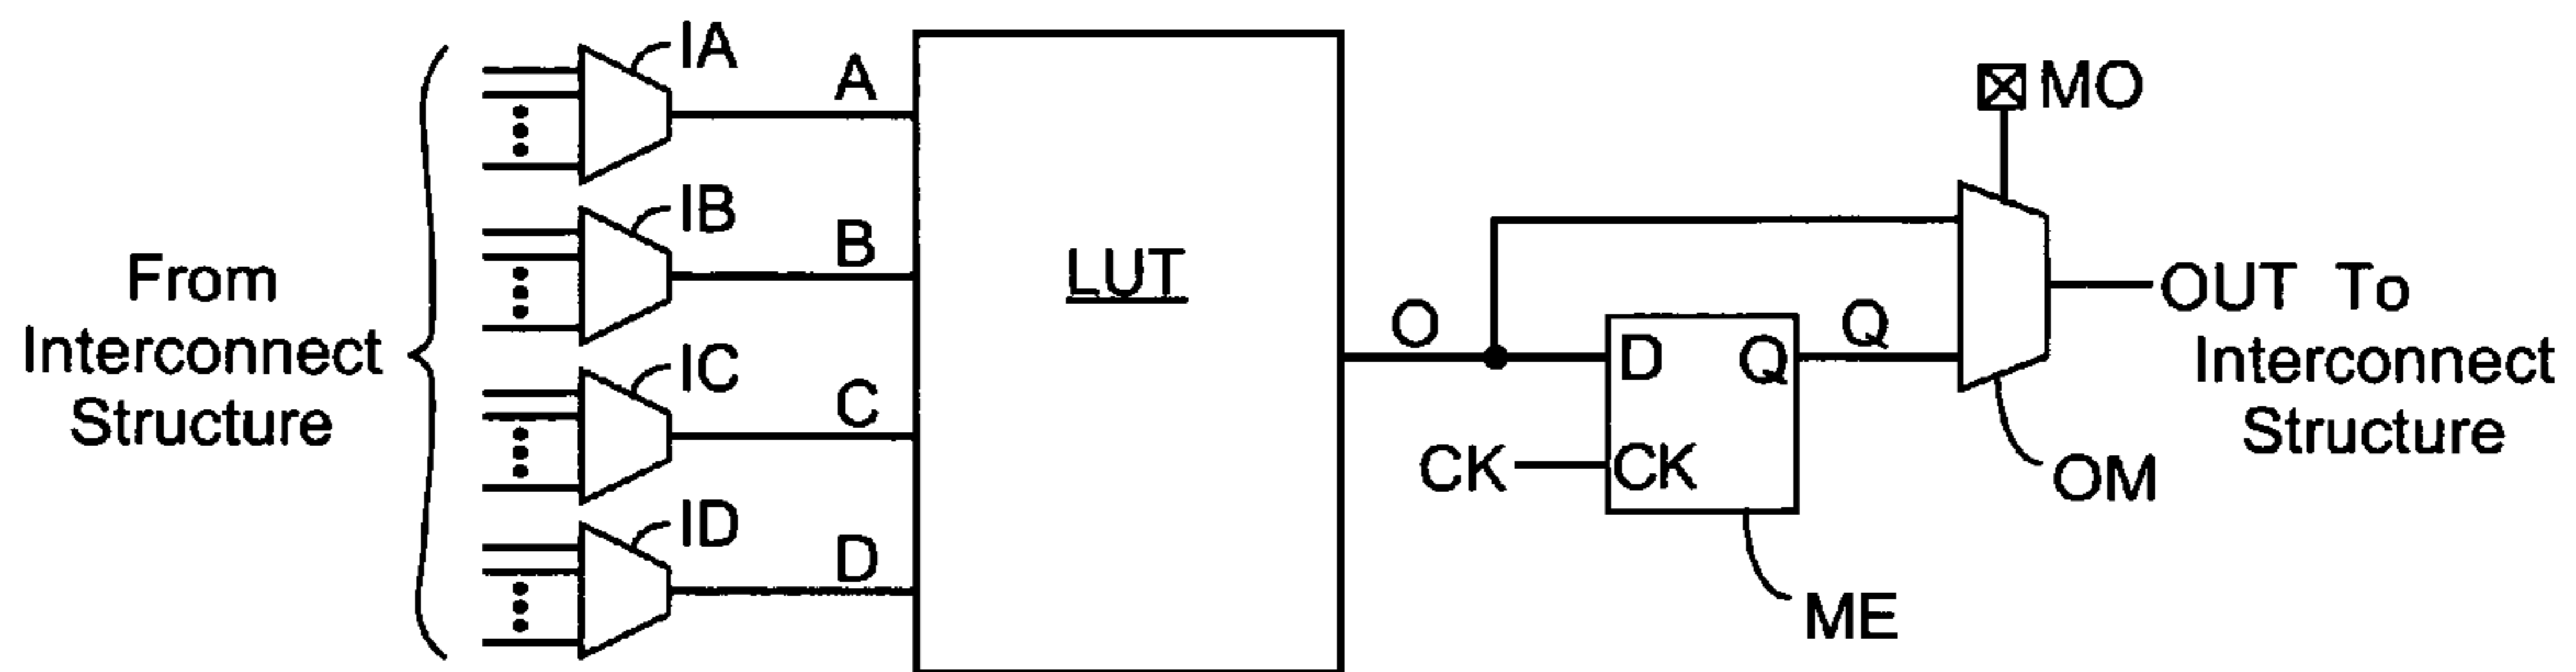 From
Interconnect
Structure
IA
A
IB
B
IC
C
ID
D
LUT
O
D
Q
CK
CK
ME
Q
MO
OM
OUT To
Interconnect
Structure